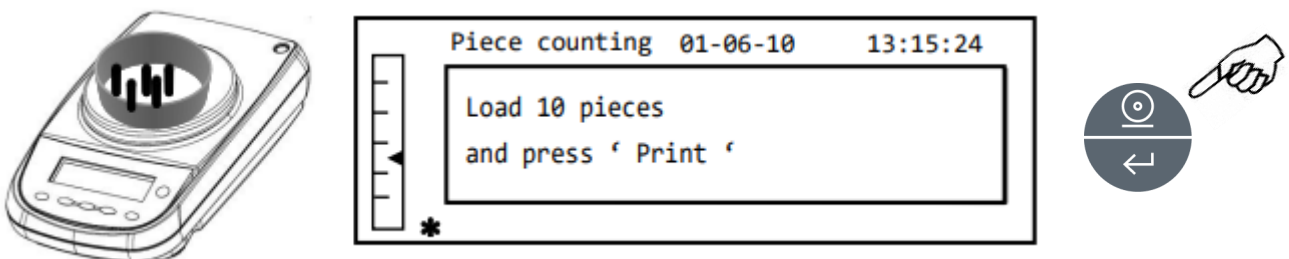 Piece counting 01-06-10 13:15:24
Load 10 pieces
and press ‘ Print ‘
*